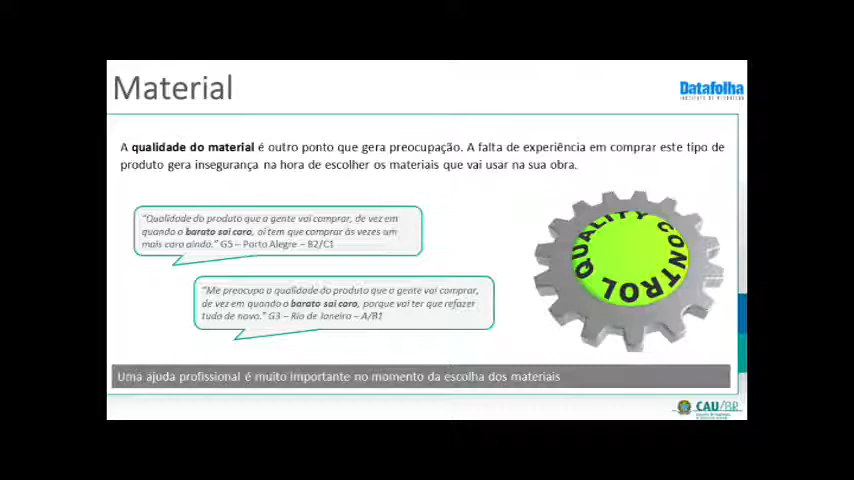 Material
Datafolha
INSTITUTO DE PESQUISAS
A qualidade do material é outro ponto que gera preocupação. A falta de experiência em comprar este tipo de
produto gera insegurança na hora de escolher os materiais que vai usar na sua obra.
"Qualidade do produto que a gente vai comprar, de vez em
quando o barato sai caro, aí tem que comprar às vezes um
mais caro ainda." G5 – Porto Alegre – B2/C1
QUALITY CONTROL
"Me preocupa a qualidade do produto que a gente vai comprar,
de vez em quando o barato sai caro, porque vai ter que refazer
tudo de novo." G3 – Rio de Janeiro – A/B1
Uma ajuda profissional é muito importante no momento da escolha dos materiais
CAU/BR